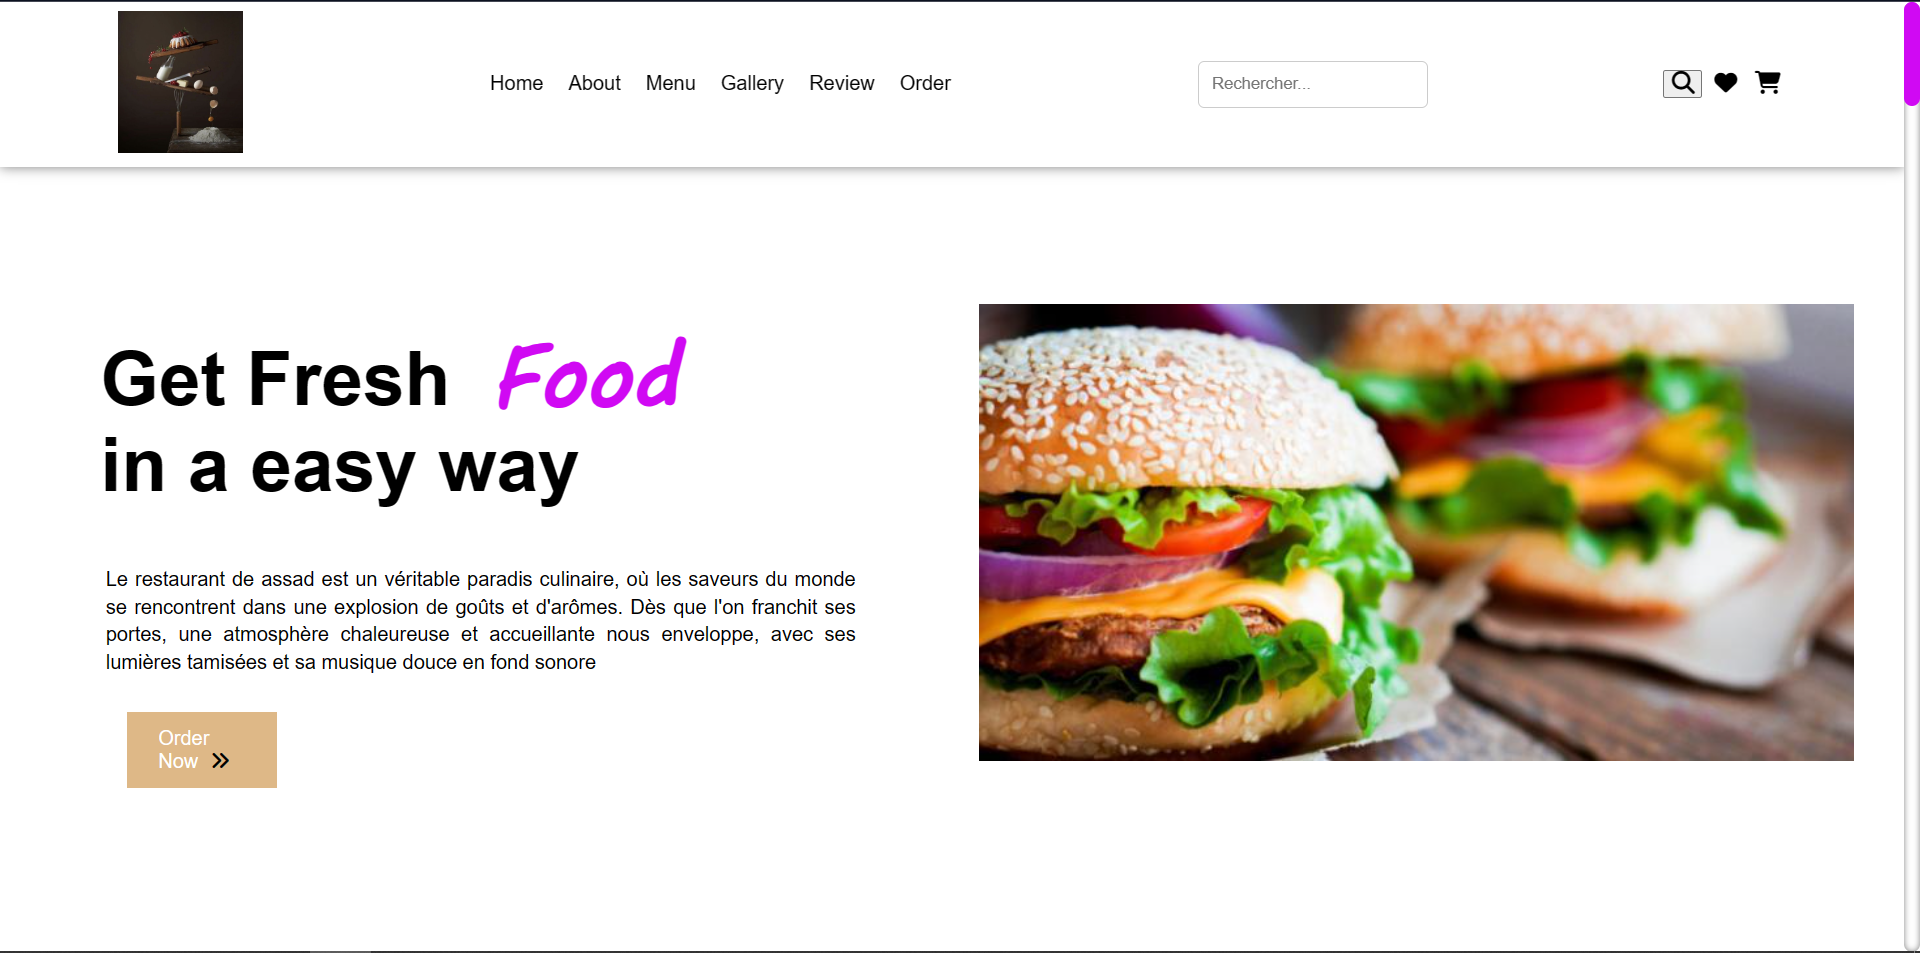 Home About Menu Gallery Review Order
Rechercher...
Get Fresh Food
in a easy way
Le restaurant de assad est un véritable paradis culinaire, où les saveurs du monde
se rencontrent dans une explosion de goûts et d'arômes. Dès que l'on franchit ses
portes, une atmosphère chaleureuse et accueillante nous enveloppe, avec ses
lumières tamisées et sa musique douce en fond sonore
Order
Now